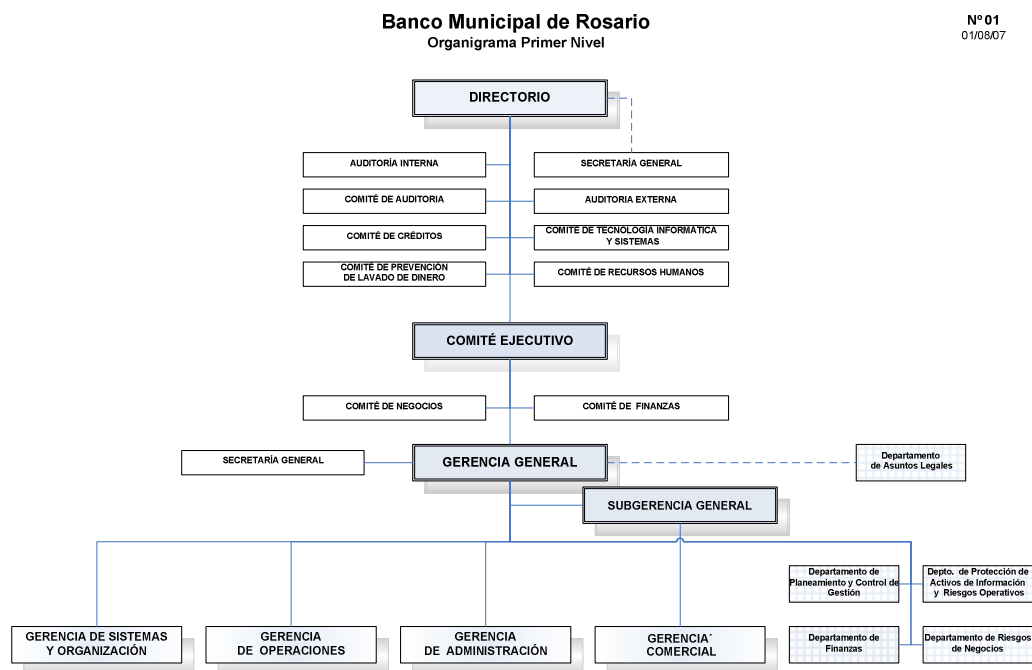 Banco Municipal de Rosario
Organigrama Primer Nivel
Nº 01
01/08/07
DIRECTORIO
AUDITORÍA INTERNA
SECRETARÍA GENERAL
COMITÉ DE AUDITORIA
AUDITORIA EXTERNA
COMITÉ DE CRÉDITOS
COMITÉ DE TECNOLOGÍA INFORMÁTICA
Y SISTEMAS
COMITÉ DE PREVENCIÓN
DE LAVADO DE DINERO
COMITÉ DE RECURSOS HUMANOS
COMITÉ EJECUTIVO
COMITÉ DE NEGOCIOS
COMITÉ DE FINANZAS
SECRETARÍA GENERAL
GERENCIA GENERAL
Departamento
de Asuntos Legales
SUBGERENCIA GENERAL
Departamento de
Planeamiento y Control de
Gestión
Depto. de Protección de
Activos de Información
y Riesgos Operativos
GERENCIA DE SISTEMAS
Y ORGANIZACIÓN
GERENCIA
DE OPERACIONES
GERENCIA
DE ADMINISTRACIÓN
GERENCIA´
COMERCIAL
Departamento de
Finanzas
Departamento de Riesgos
de Negocios